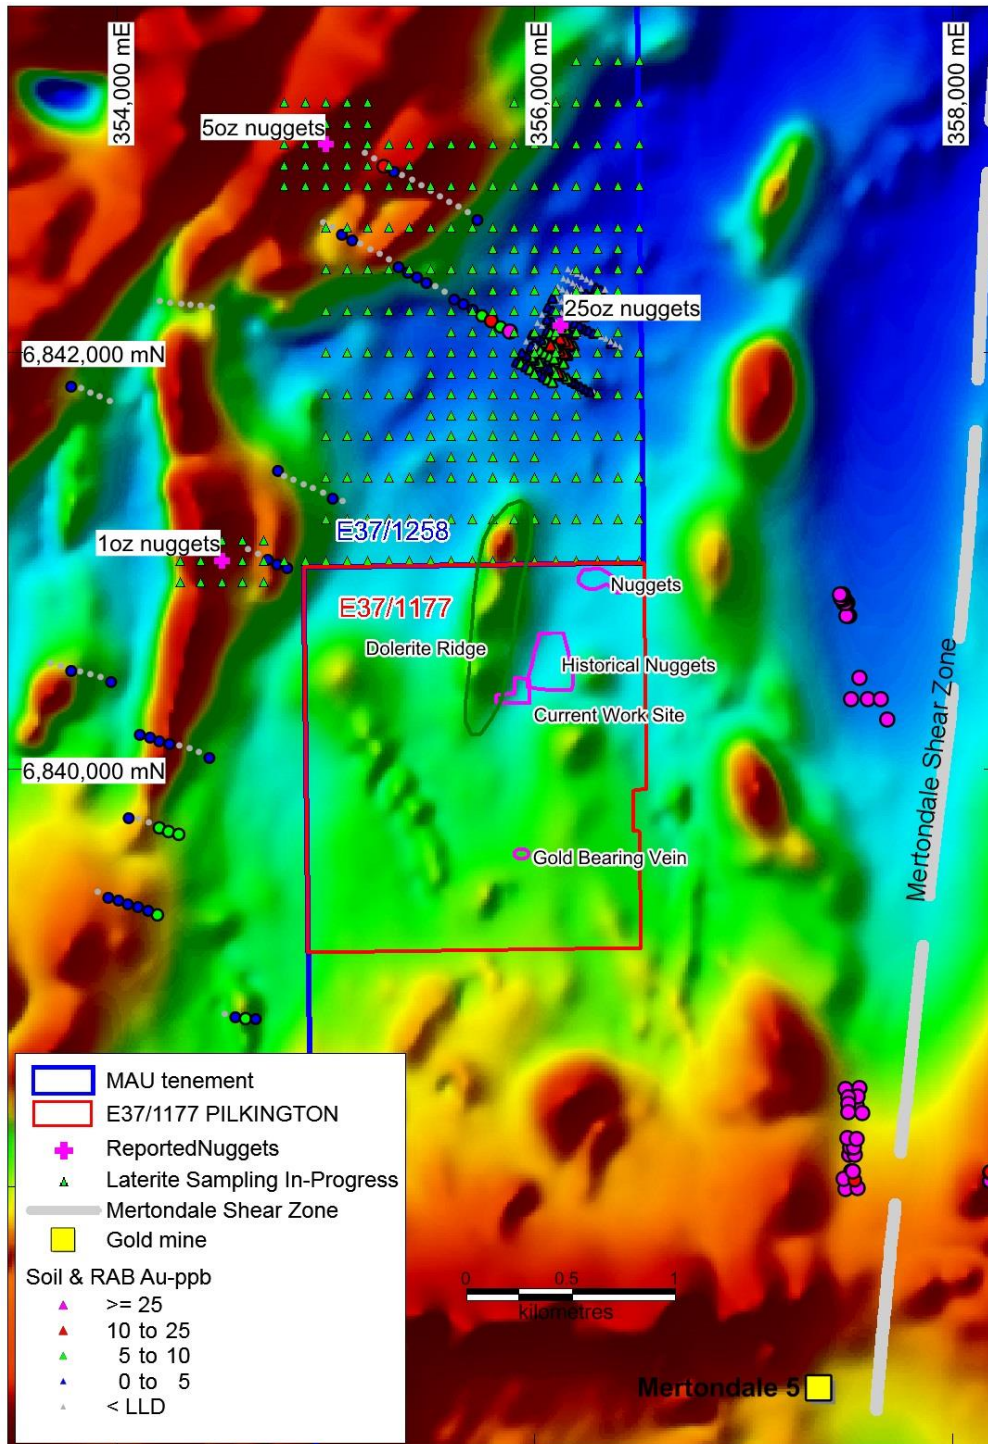 354,000 mE
356,000 mE
358,000 mE
5oz nuggets
25oz nuggets
6,842,000 mN
E37/1258
1oz nuggets
Nuggets
E37/1177
Dolerite Ridge
Historical Nuggets
Current Work Site
Mertondale Shear Zone
6,840,000 mN
Gold Bearing Vein
MAU tenement
E37/1177 PILKINGTON
ReportedNuggets
Laterite Sampling In-Progress
Mertondale Shear Zone
Gold mine
Soil & RAB Au-ppb
>= 25
10 to 25
5 to 10
0 to 5
< LLD
0 0.5 1
kilometres
Mertondale 5